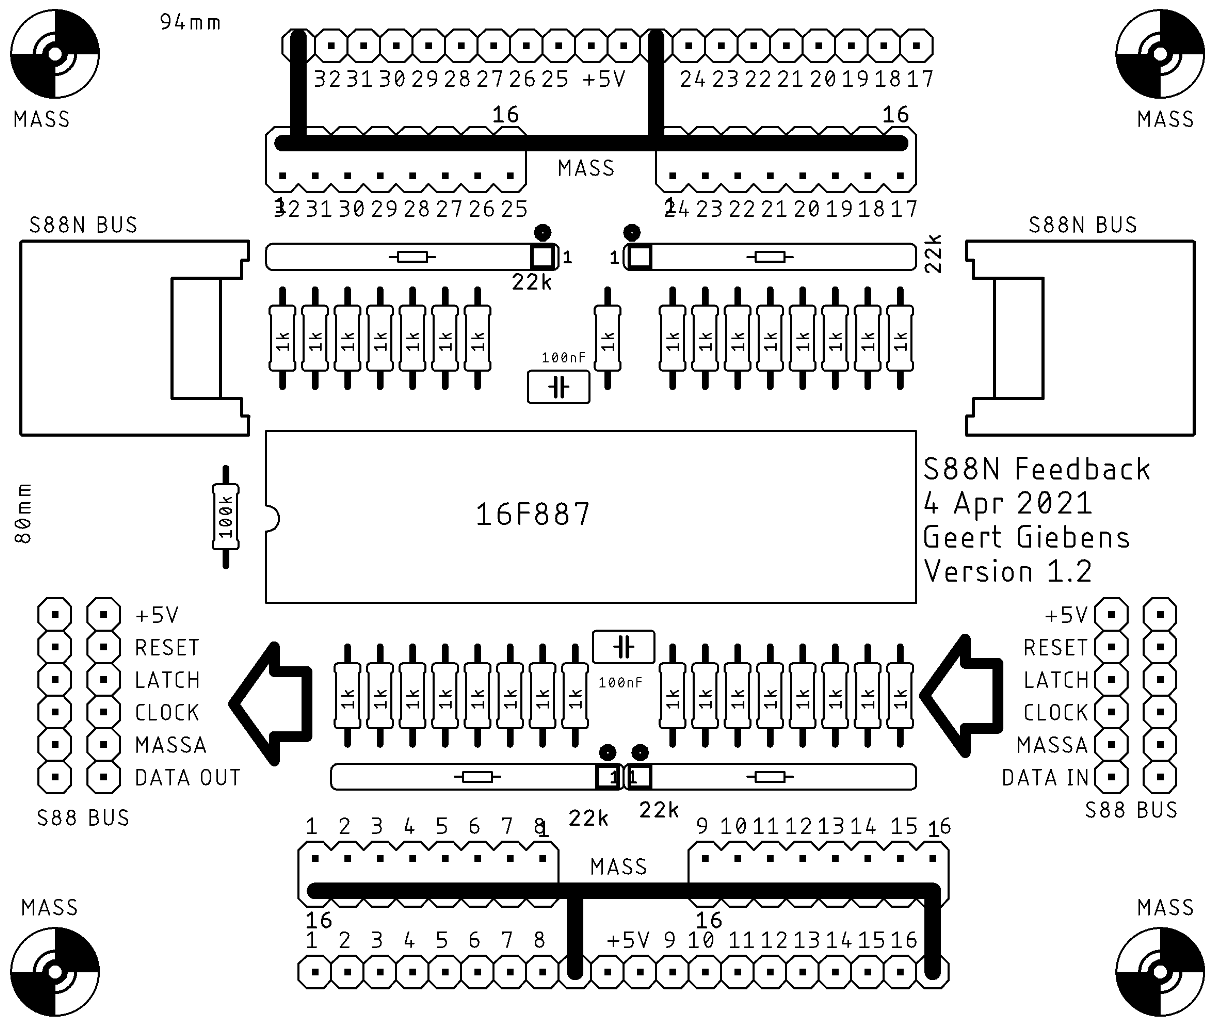 94mm
32 31 30 29 28 27 26 25 +5V 24 23 22 21 20 19 18 17
MASS
MASS
16
16
MASS
1
1
32 31 30 29 28 27 26 25
24 23 22 21 20 19 18 17
S88N BUS
S88N BUS
1
1
22k
22k
1k 1k 1k 1k 1k 1k 1k
1k
1k 1k 1k 1k 1k 1k 1k 1k
100nF
80mm
100k
16F887
S88N Feedback
4 Apr 2021
Geert Giebens
Version 1.2
+5V
RESET
LATCH
CLOCK
MASSA
DATA OUT
S88 BUS
1k 1k 1k 1k 1k 1k 1k 1k
100nF
1k 1k 1k 1k 1k 1k 1k 1k
+5V
RESET
LATCH
CLOCK
MASSA
DATA IN
S88 BUS
1
1
22k
22k
1 2 3 4 5 6 7 8
1
9 10 11 12 13 14 15 16
1
MASS
16
16
1 2 3 4 5 6 7 8 +5V 9 10 11 12 13 14 15 16
MASS
MASS